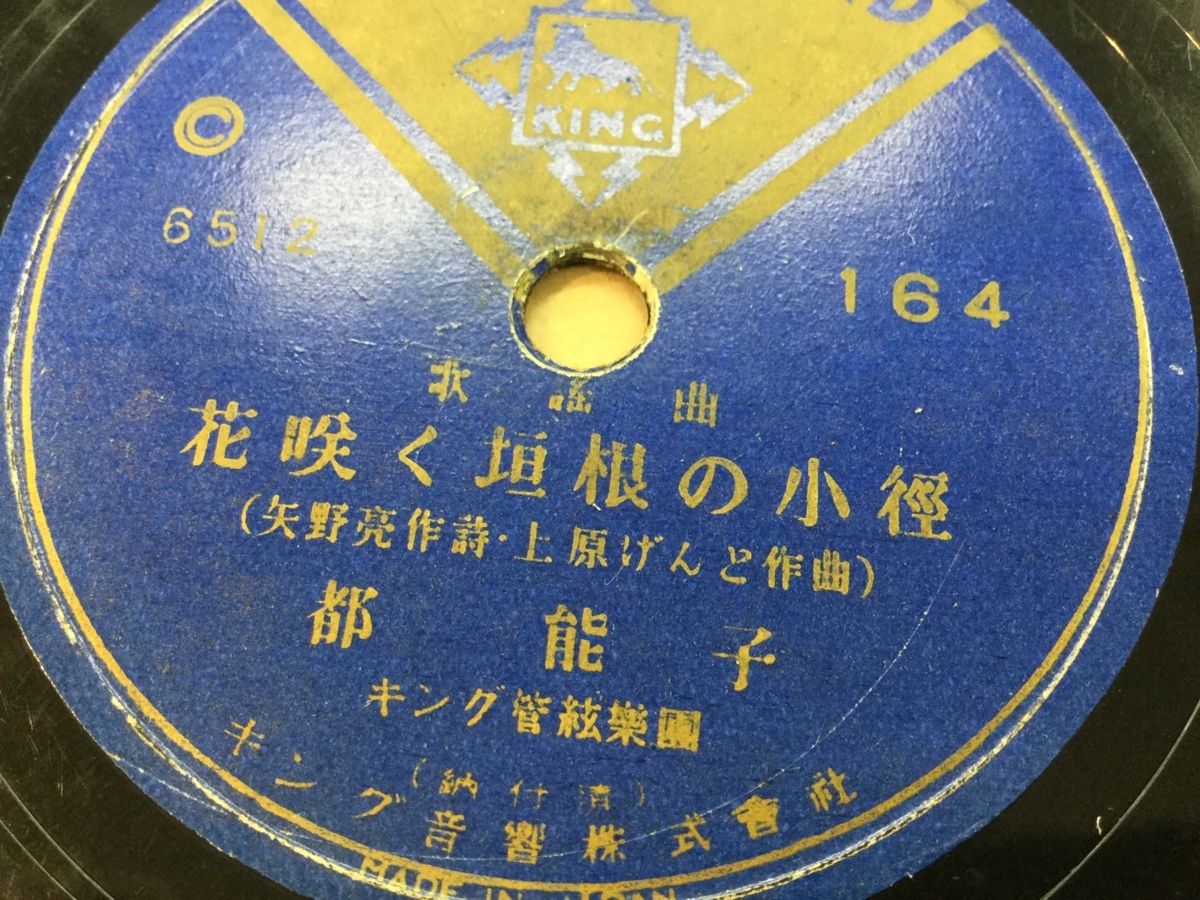 KING
©
6512
164
歌謡曲
花咲く垣根の小徑
(矢野亮作詩・上原げんと作曲)
都能子
キング管絃樂團
(納付済)
キング音響株式會社
MADE IN JAPAN